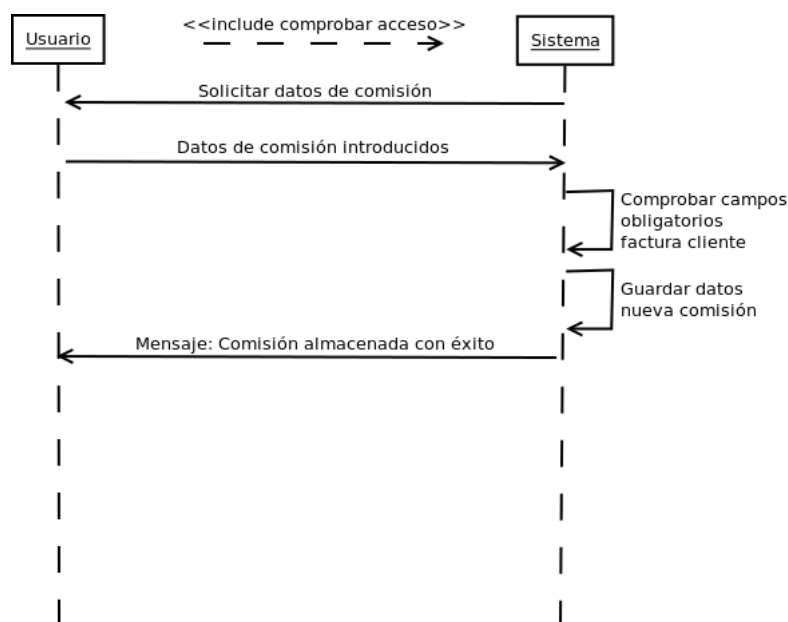 <<include comprobar acceso>>
Usuario
Sistema
Solicitar datos de comisión
Datos de comisión introducidos
Comprobar campos
obligatorios
factura cliente
Guardar datos
nueva comisión
Mensaje: Comisión almacenada con éxito